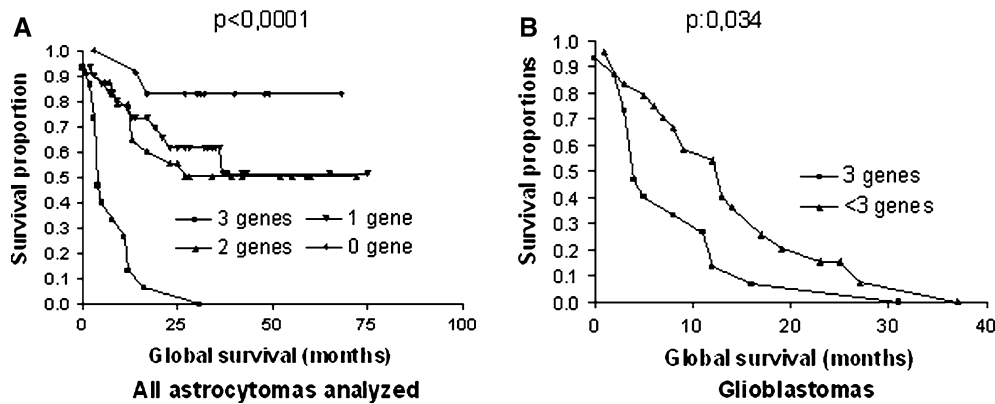 A
p<0,0001
Survival proportion
1.0
0.9
0.8
0.7
0.6
0.5
0.4
0.3
0.2
0.1
0.0
3 genes
1 gene
2 genes
0 gene
0
25
50
75
100
Global survival (months)
All astrocytomas analyzed
B
p:0,034
Survival proportions
1.0
0.9
0.8
0.7
0.6
0.5
0.4
0.3
0.2
0.1
0.0
3 genes
<3 genes
0
10
20
30
40
Global survival (months)
Glioblastomas